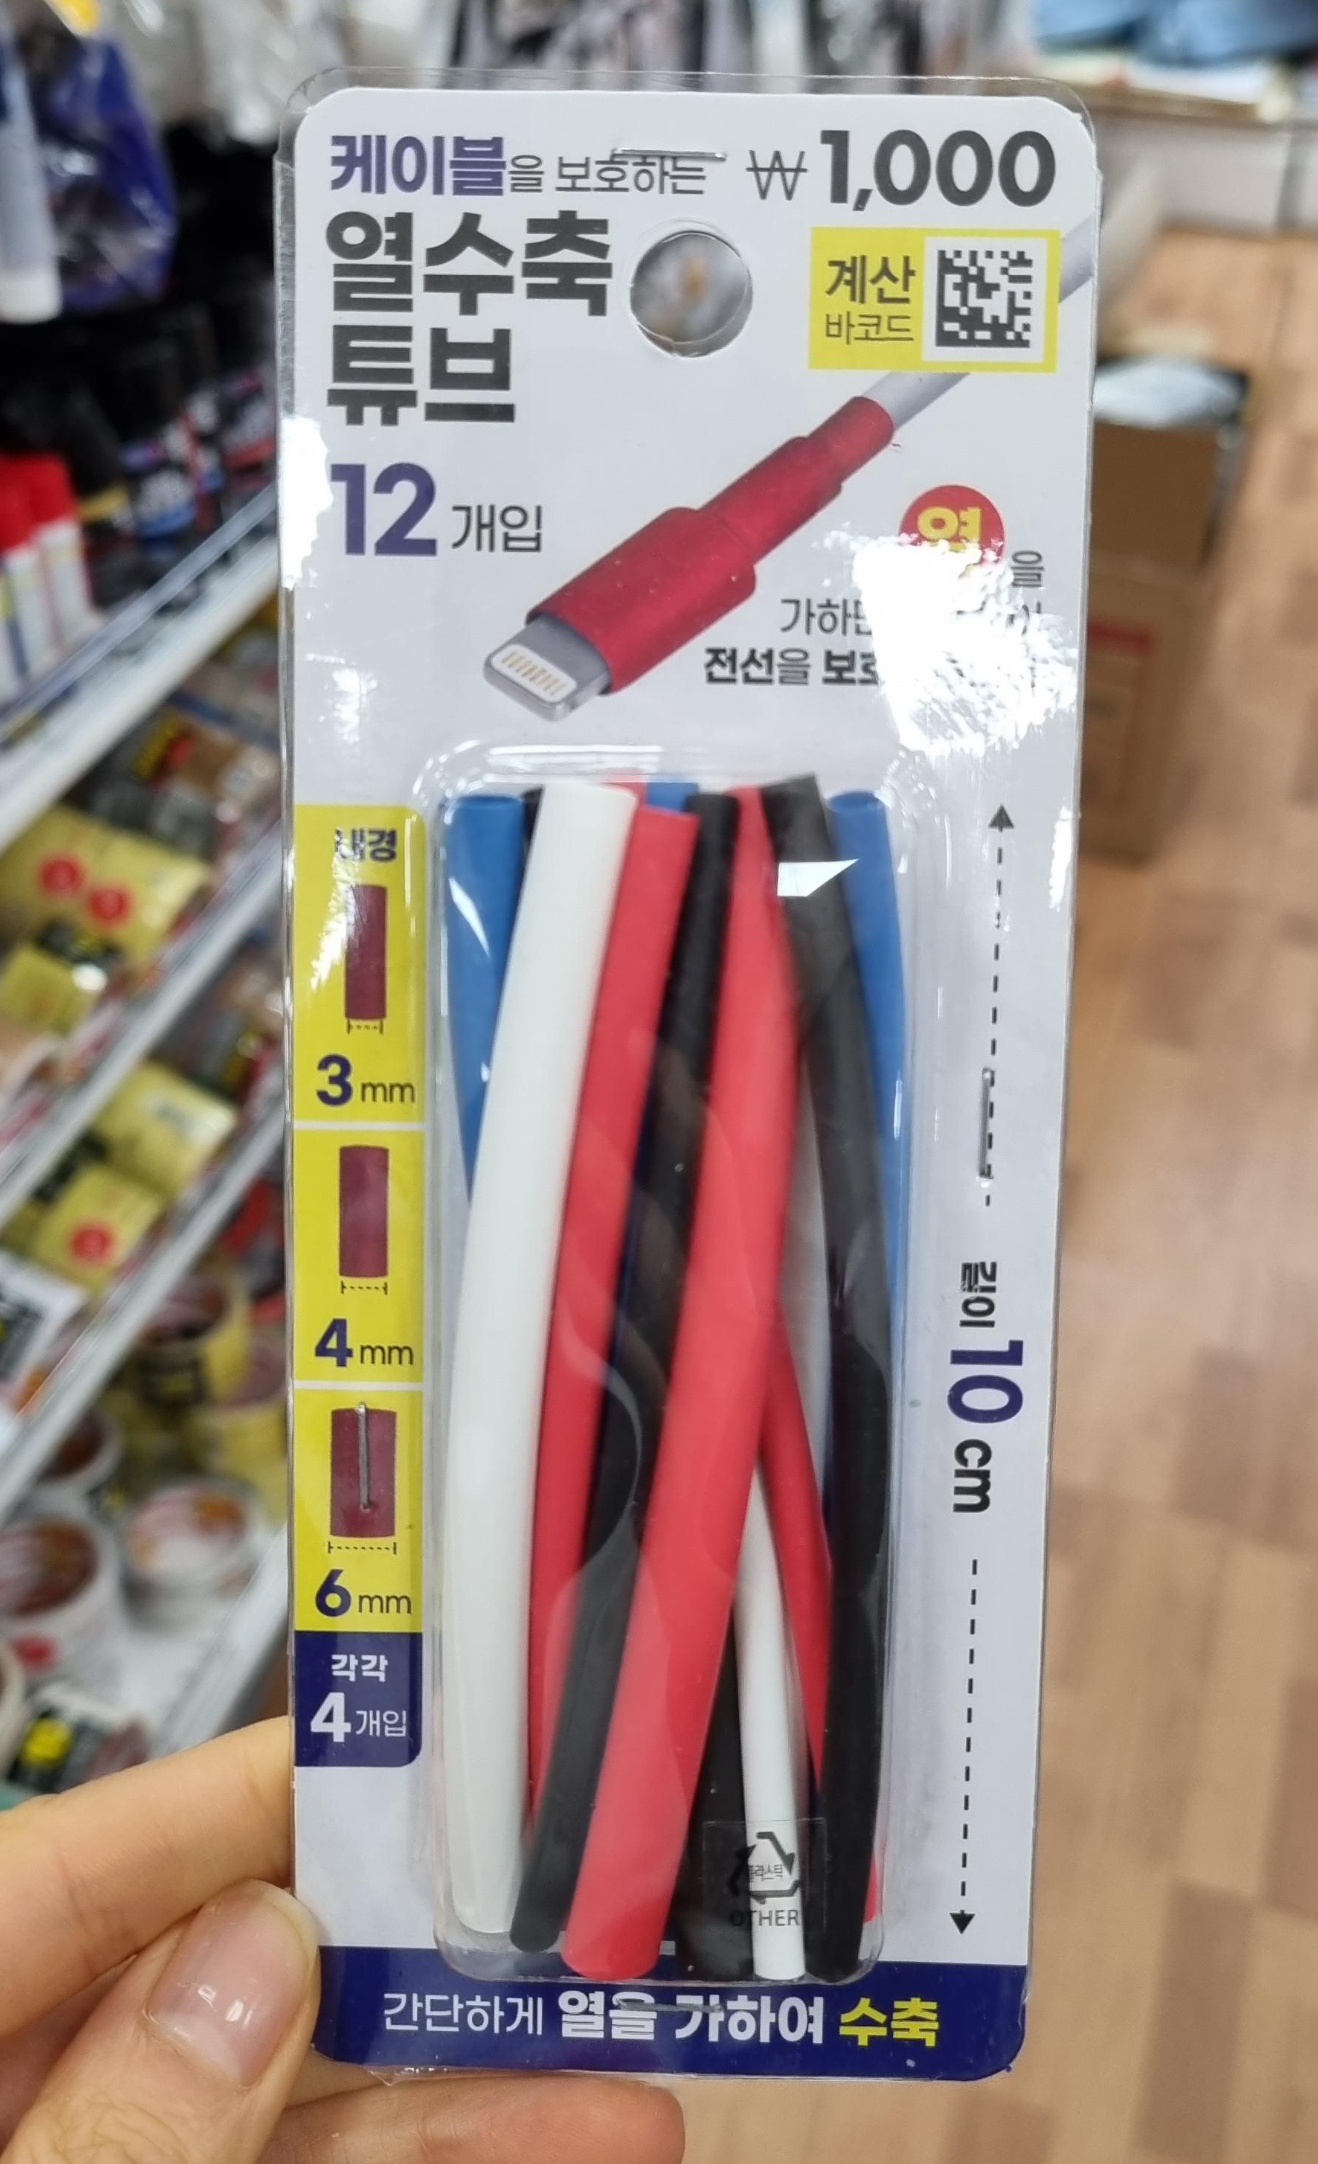 케이블을 보호하는
₩1,000
열수축
튜브
계산
바코드
12 개입
열을
가하면
전선을
내경
3 mm
4 mm
6 mm
각각
4개입
길이 10 cm
플라스틱
OTHER
간단하게 열을 가하여 수축